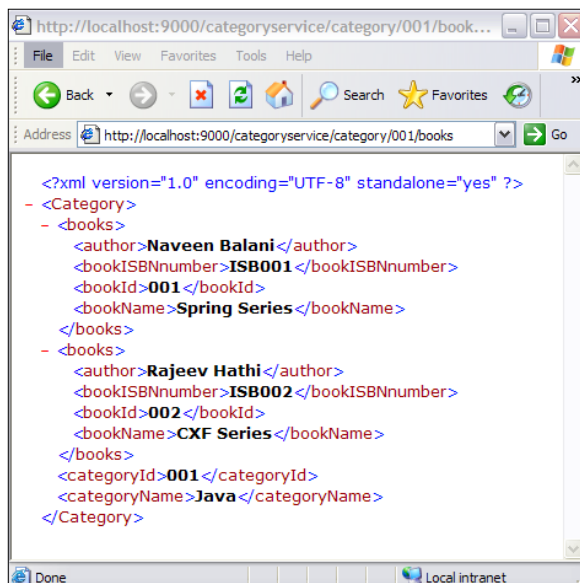 http://localhost:9000/categoryservice/category/001/book...
File Edit View Favorites Tools Help
Back Search Favorites »
Address http://localhost:9000/categoryservice/category/001/books Go
<?xml version="1.0" encoding="UTF-8" standalone="yes" ?>
- <Category>
- <books>
<author>Naveen Balani</author>
<bookISBNnumber>ISB001</bookISBNnumber>
<bookId>001</bookId>
<bookName>Spring Series</bookName>
</books>
- <books>
<author>Rajeev Hathi</author>
<bookISBNnumber>ISB002</bookISBNnumber>
<bookId>002</bookId>
<bookName>CXF Series</bookName>
</books>
<categoryId>001</categoryId>
<categoryName>Java</categoryName>
</Category>
Done Local intranet